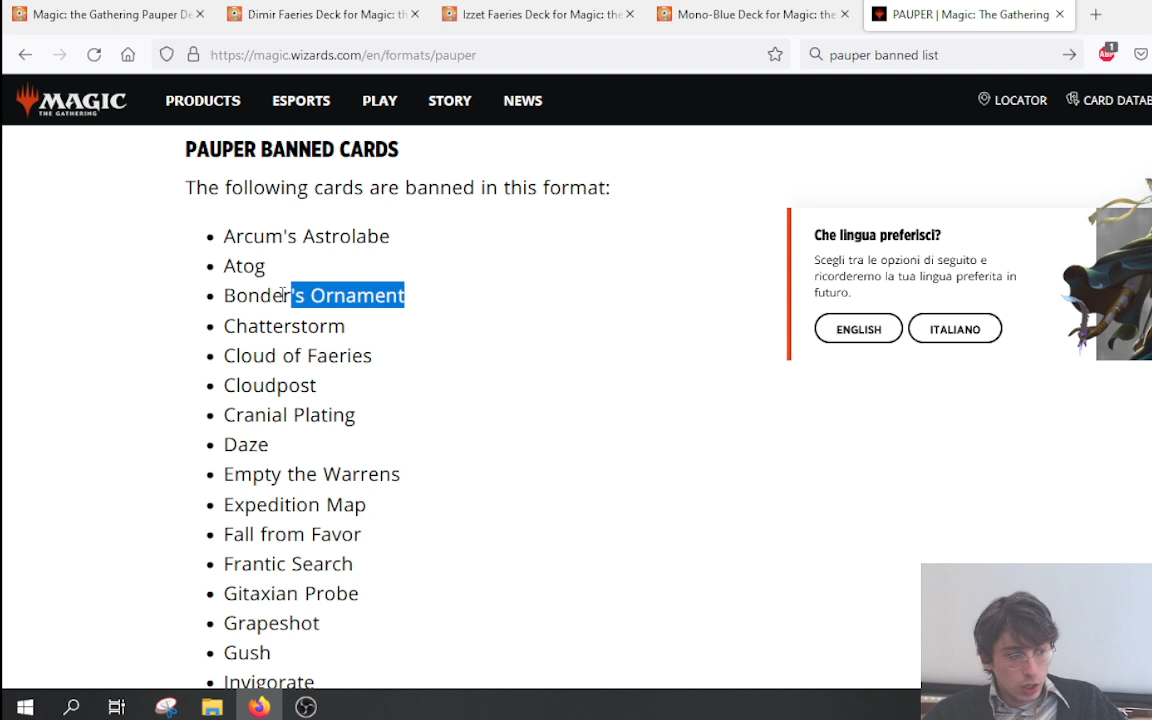 Magic: the Gathering Pauper De
Dimir Faeries Deck for Magic: th
Izzet Faeries Deck for Magic: the
Mono-Blue Deck for Magic: the
PAUPER | Magic: The Gathering
https://magic.wizards.com/en/formats/pauper
pauper banned list
1
MAGIC
THE GATHERING
PRODUCTS
ESPORTS
PLAY
STORY
NEWS
LOCATOR
CARD DATAB
PAUPER BANNED CARDS
The following cards are banned in this format:
• Arcum's Astrolabe
• Atog
• Bonder's Ornament
• Chatterstorm
• Cloud of Faeries
• Cloudpost
• Cranial Plating
• Daze
• Empty the Warrens
• Expedition Map
• Fall from Favor
• Frantic Search
• Gitaxian Probe
• Grapeshot
• Gush
• Invigorate
Che lingua preferisci?
Scegli tra le opzioni di seguito e
ricorderemo la tua lingua preferita in
futuro.
ENGLISH
ITALIANO